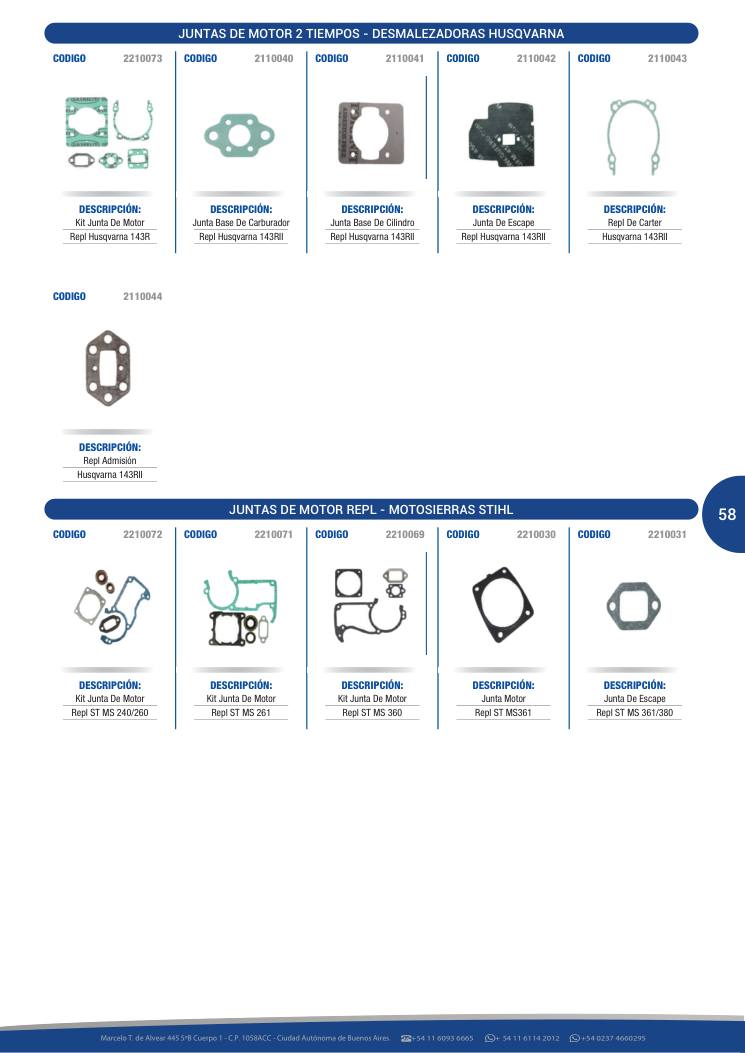 JUNTAS DE MOTOR 2 TIEMPOS - DESMALEZADORAS HUSQVARNA
CODIGO 2210073
DESCRIPCIÓN:
Kit Junta De Motor
Repl Husqvarna 143R
CODIGO 2110040
DESCRIPCIÓN:
Junta Base De Carburador
Repl Husqvarna 143RII
CODIGO 2110041
DESCRIPCIÓN:
Junta Base De Cilindro
Repl Husqvarna 143RII
CODIGO 2110042
DESCRIPCIÓN:
Junta De Escape
Repl Husqvarna 143RII
CODIGO 2110043
DESCRIPCIÓN:
Repl De Carter
Husqvarna 143RII
CODIGO 2110044
DESCRIPCIÓN:
Repl Admisión
Husqvarna 143RII
JUNTAS DE MOTOR REPL - MOTOSIERRAS STIHL
58
CODIGO 2210072
DESCRIPCIÓN:
Kit Junta De Motor
Repl ST MS 240/260
CODIGO 2210071
DESCRIPCIÓN:
Kit Junta De Motor
Repl ST MS 261
CODIGO 2210069
DESCRIPCIÓN:
Kit Junta De Motor
Repl ST MS 360
CODIGO 2210030
DESCRIPCIÓN:
Junta Motor
Repl ST MS361
CODIGO 2210031
DESCRIPCIÓN:
Junta De Escape
Repl ST MS 361/380
Marcelo T. de Alvear 445 5ºB Cuerpo 1 - C.P. 1058ACC - Ciudad Autónoma de Buenos Aires. +54 11 6093 6665 + 54 11 6114 2012 +54 0237 4660295